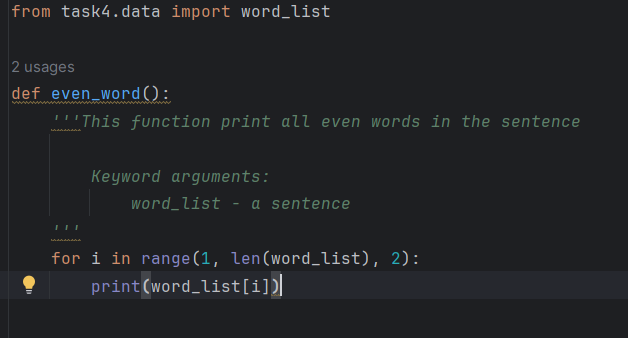 from task4.data import word_list
2 usages
def even_word():
'''This function print all even words in the sentence
Keyword arguments:
word_list - a sentence
'''
for i in range(1, len(word_list), 2):
print(word_list[i])